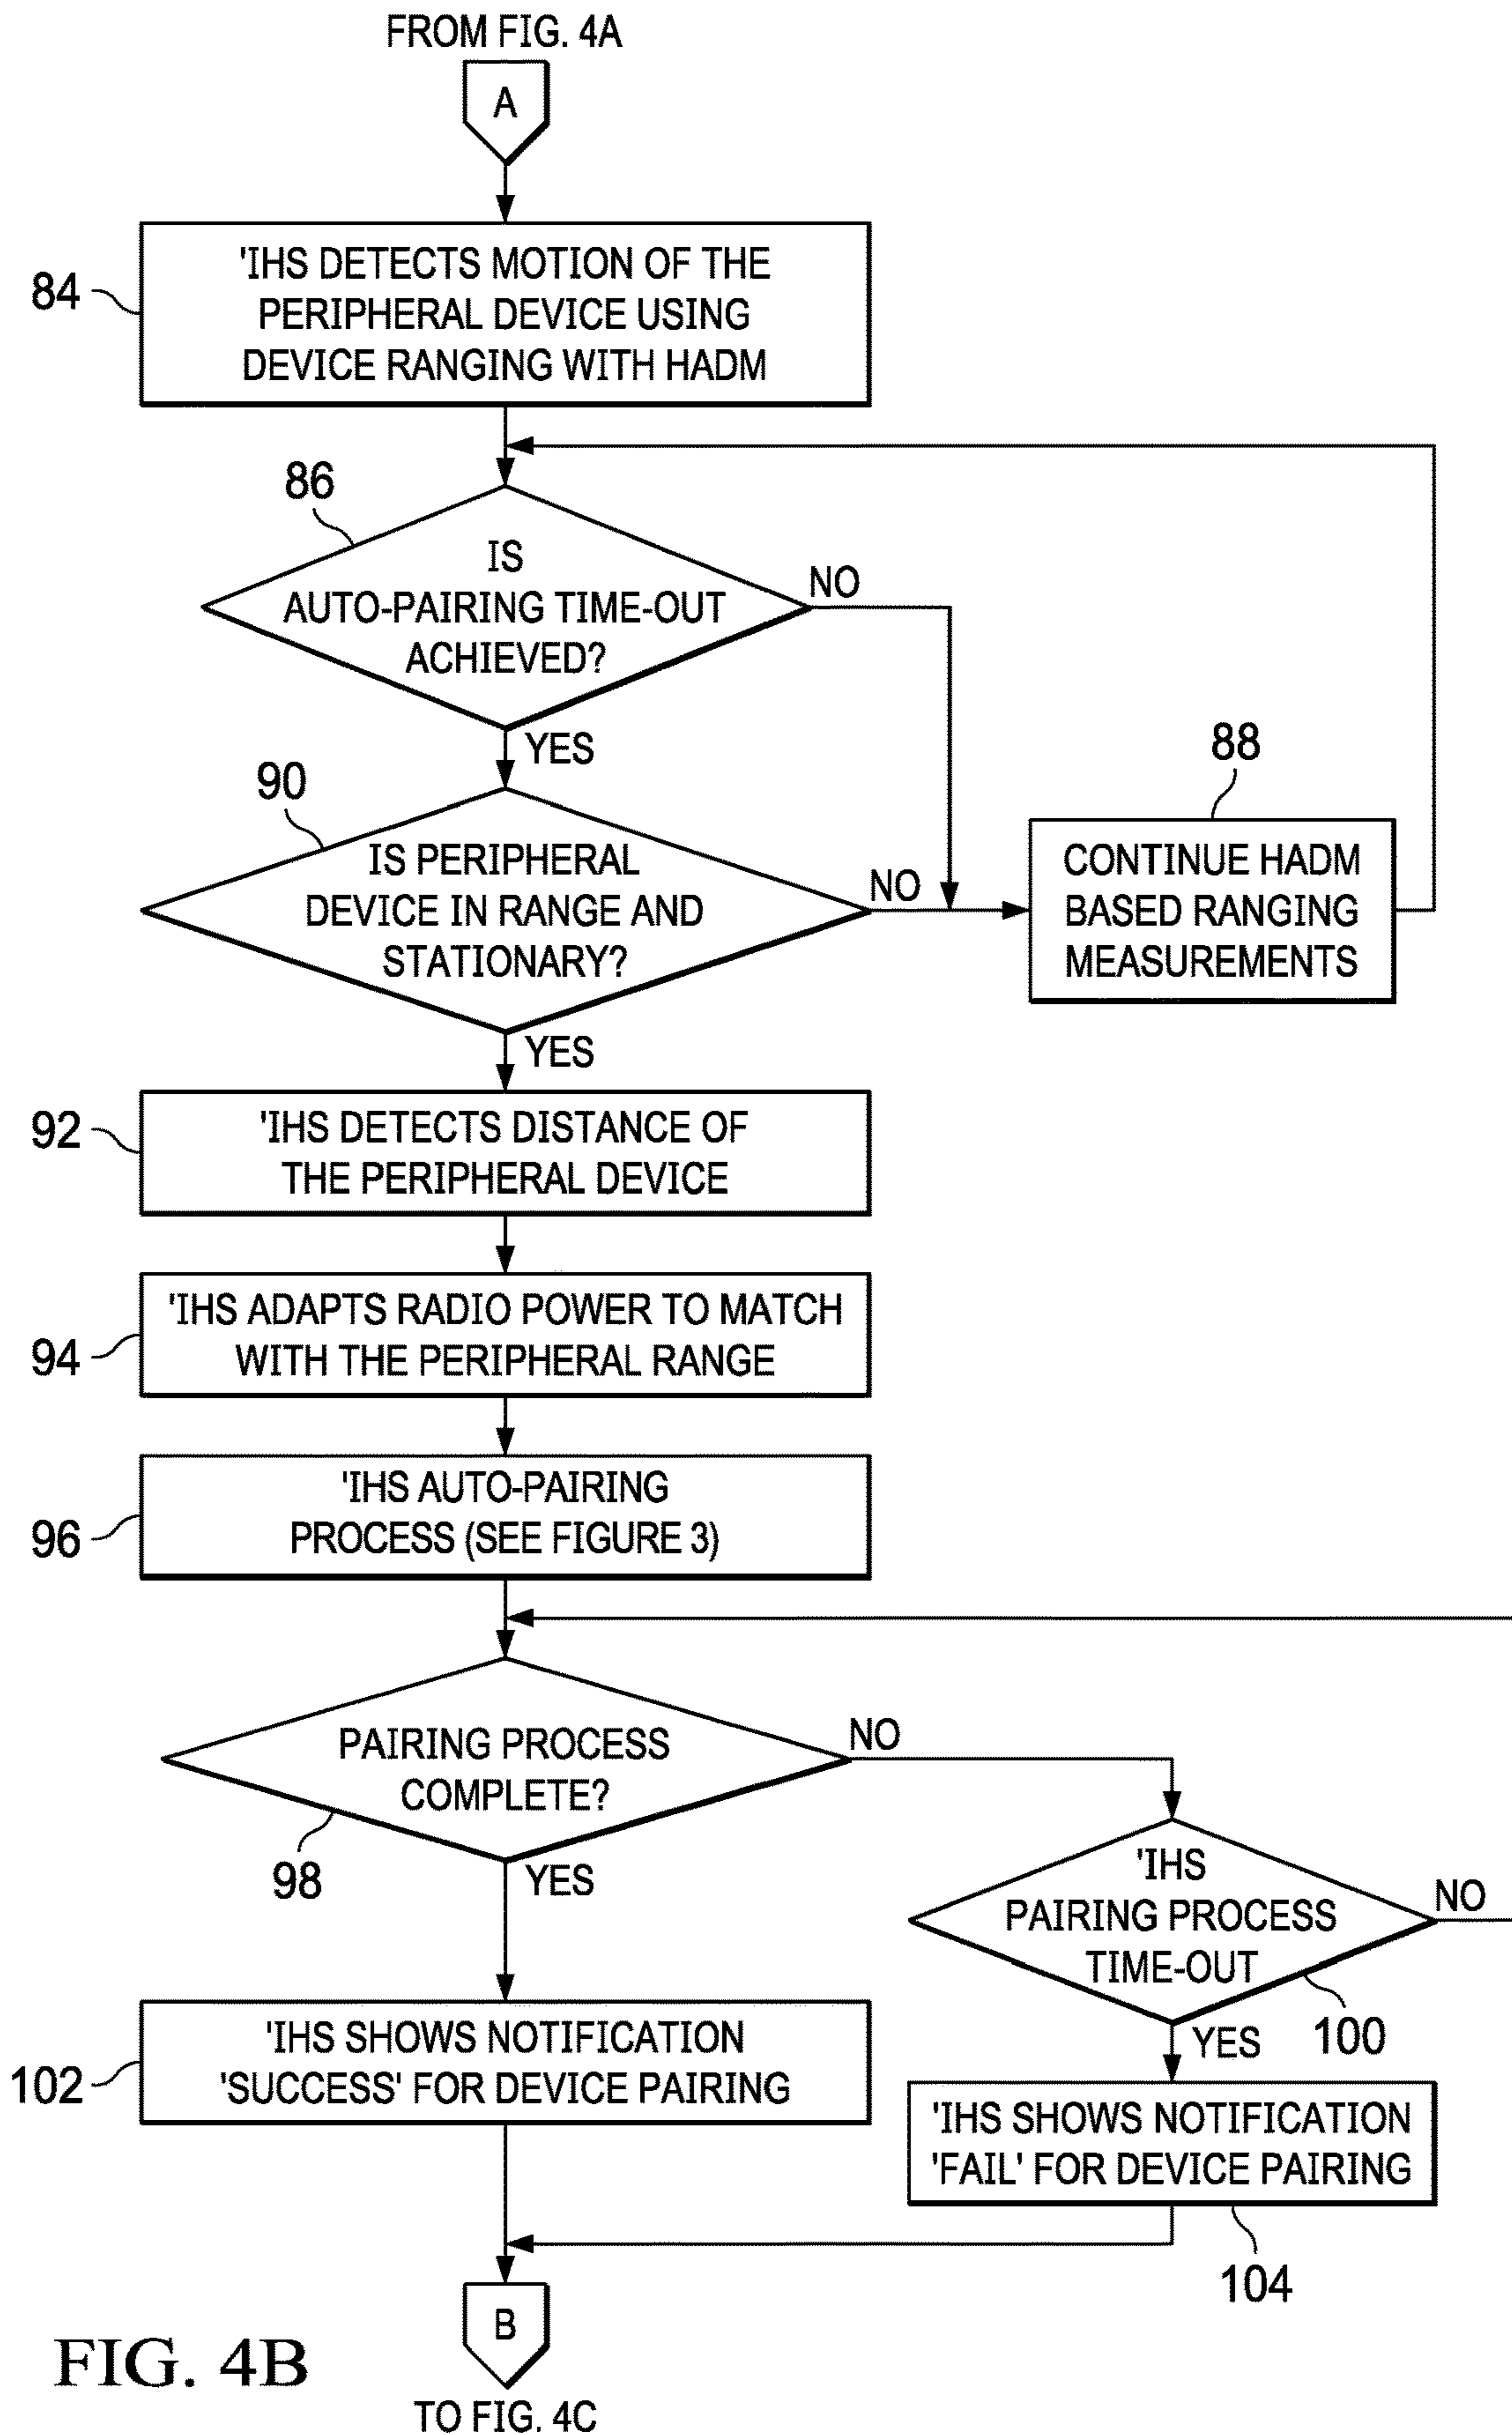 FROM FIG. 4A
A
84
'IHS DETECTS MOTION OF THE
PERIPHERAL DEVICE USING
DEVICE RANGING WITH HADM
86
IS
AUTO-PAIRING TIME-OUT
ACHIEVED?
NO
YES
90
IS PERIPHERAL
DEVICE IN RANGE AND
STATIONARY?
NO
88
CONTINUE HADM
BASED RANGING
MEASUREMENTS
YES
92
'IHS DETECTS DISTANCE OF
THE PERIPHERAL DEVICE
94
'IHS ADAPTS RADIO POWER TO MATCH
WITH THE PERIPHERAL RANGE
96
'IHS AUTO-PAIRING
PROCESS (SEE FIGURE 3)
PAIRING PROCESS
COMPLETE?
NO
98
YES
'IHS
PAIRING PROCESS
TIME-OUT
NO
100
YES
102
'IHS SHOWS NOTIFICATION
'SUCCESS' FOR DEVICE PAIRING
'IHS SHOWS NOTIFICATION
'FAIL' FOR DEVICE PAIRING
104
B
FIG. 4B
TO FIG. 4C